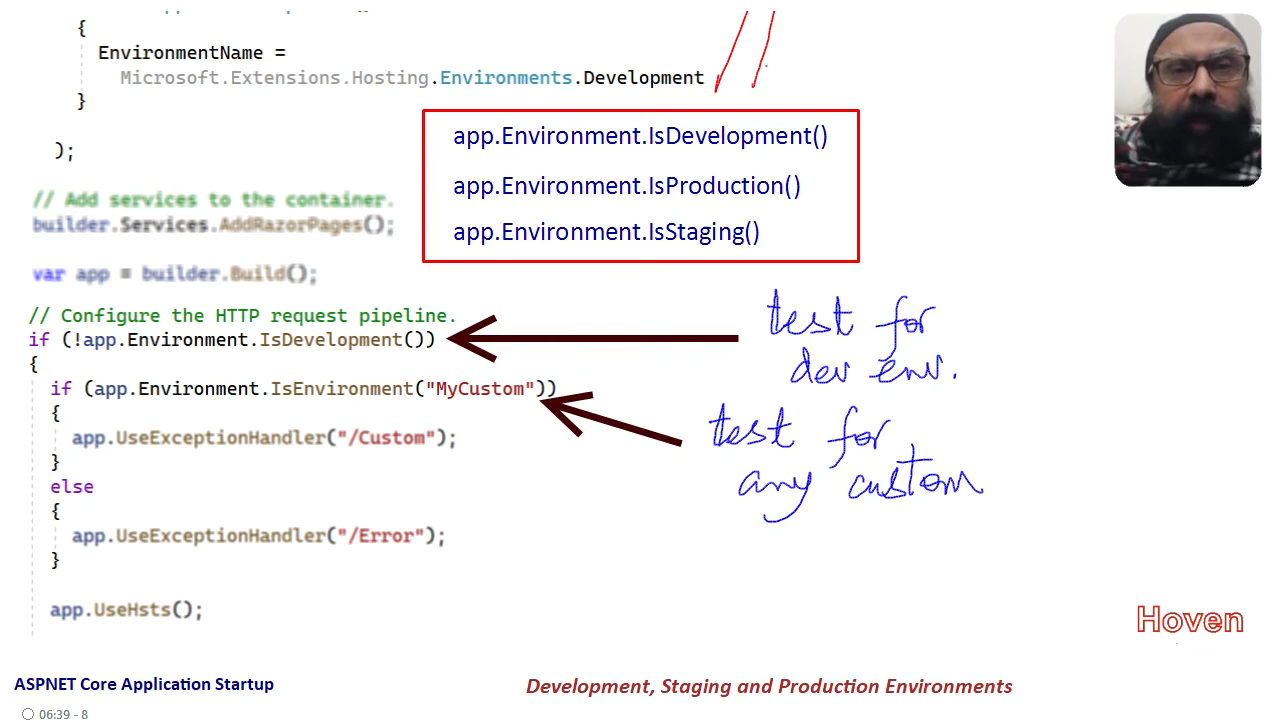 {
EnvironmentName =
Microsoft.Extensions.Hosting.Environments.Development
}
);
app.Environment.IsDevelopment()
app.Environment.IsProduction()
app.Environment.IsStaging()
// Add services to the container.
builder.Services.AddRazorPages();
var app = builder.Build();
// Configure the HTTP request pipeline.
if (!app.Environment.IsDevelopment())
{
if (app.Environment.IsEnvironment("MyCustom"))
{
app.UseExceptionHandler("/Custom");
}
else
{
app.UseExceptionHandler("/Error");
}
app.UseHsts();
test for
dev env.
test for
any custom
Hoven
ASPNET Core Application Startup
Development, Staging and Production Environments
06:39 - 8